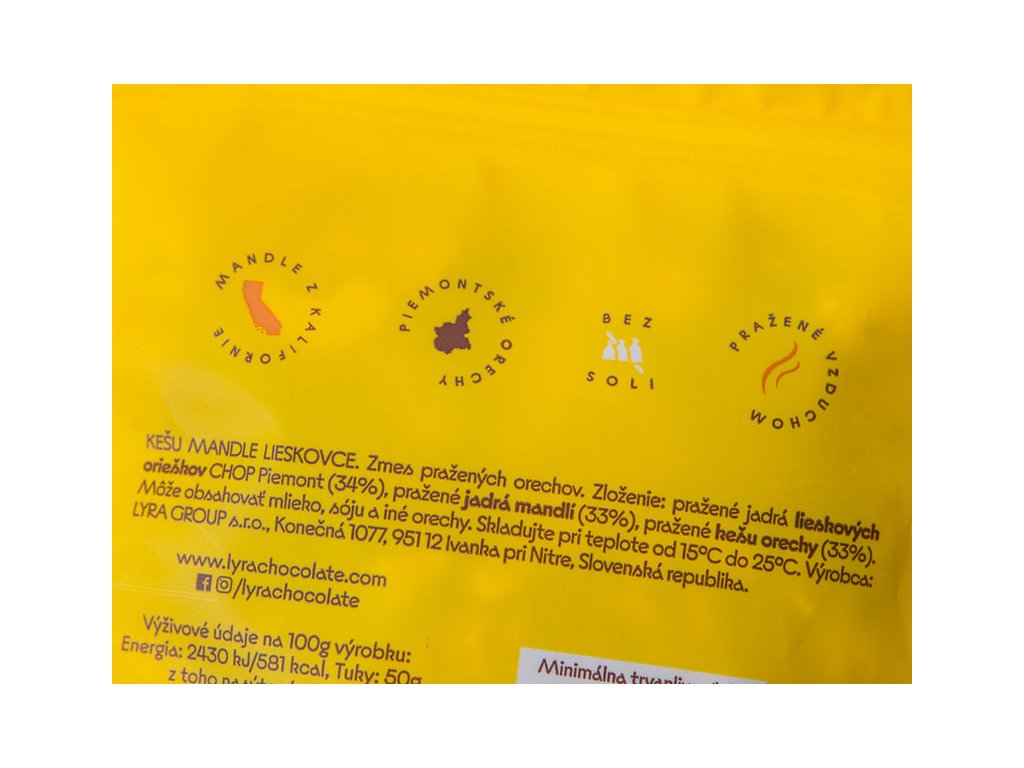 MANDLE Z KALIFORNIE
PIEMONTSKÉ ORECHY
BEZ
SOLI
PRAŽENÉ VZDUCHOM
KEŠU MANDLE LIESKOVCE. Zmes pražených orechov. Zloženie: pražené jadrá lieskových
orieškov CHOP Piemont (34%), pražené jadrá mandlí (33%), pražené kešu orechy (33%).
Môže obsahovať mlieko, sóju a iné orechy. Skladujte pri teplote od 15°C do 25°C. Výrobca:
LYRA GROUP s.r.o., Konečná 1077, 951 12 Ivanka pri Nitre, Slovenská republika.
www.lyrachocolate.com
/lyrachocolate
Výživové údaje na 100g výrobku:
Energia: 2430 kJ/581 kcal, Tuky: 50g
z toho
Minimálna